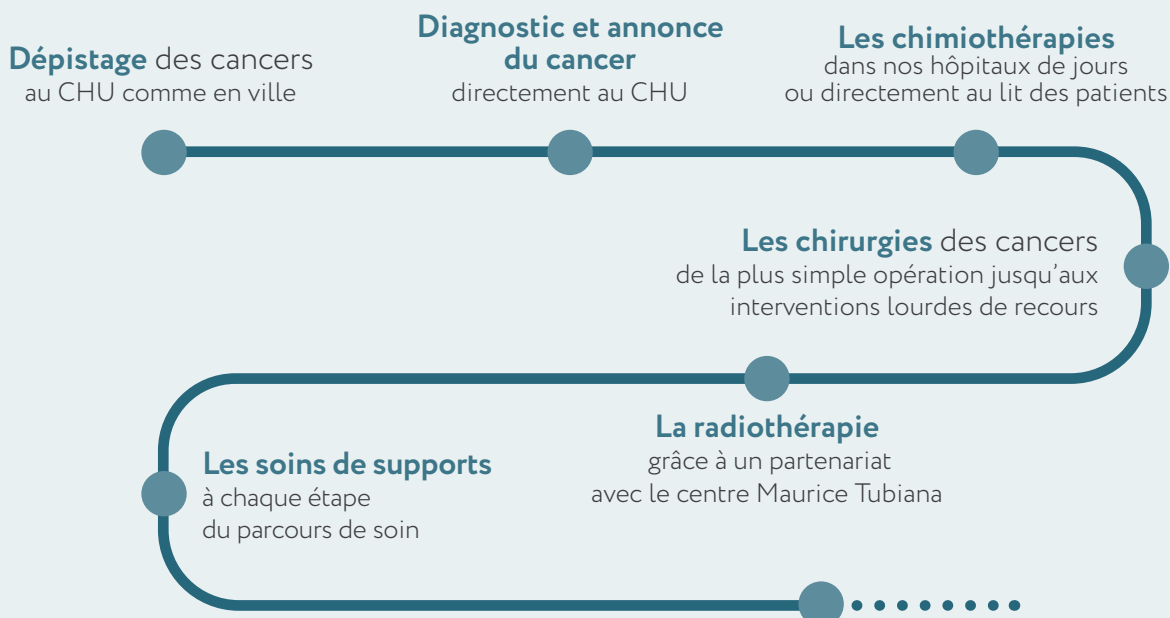 Dépistage des cancers
au CHU comme en ville
Diagnostic et annonce
du cancer
directement au CHU
Les chimiothérapies
dans nos hôpitaux de jours
ou directement au lit des patients
Les chirurgies des cancers
de la plus simple opération jusqu'aux
interventions lourdes de recours
La radiothérapie
grâce à un partenariat
avec le centre Maurice Tubiana
Les soins de supports
à chaque étape
du parcours de soin